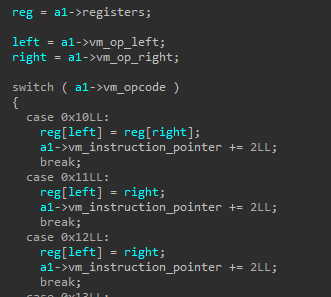 reg = a1->registers;
left = a1->vm_op_left;
right = a1->vm_op_right;
switch ( a1->vm_opcode )
{
case 0x10LL:
reg[left] = reg[right];
a1->vm_instruction_pointer += 2LL;
break;
case 0x11LL:
reg[left] = right;
a1->vm_instruction_pointer += 2LL;
break;
case 0x12LL:
reg[left] = right;
a1->vm_instruction_pointer += 2LL;
break;
case 0x13LL: